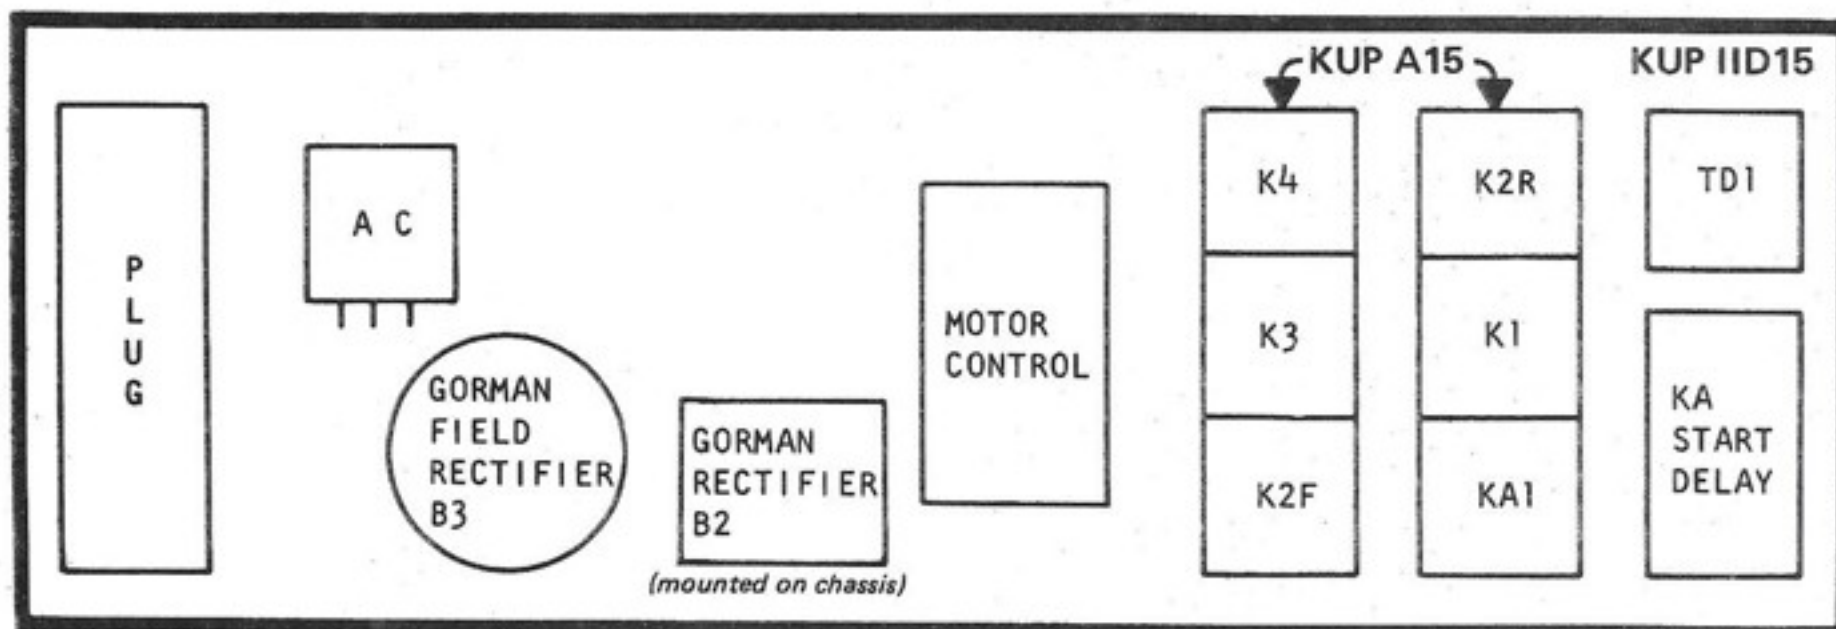 KUP A15
KUP IID15
P
L
U
G
A C
GORMAN
FIELD
RECTIFIER
B3
GORMAN
RECTIFIER
B2
(mounted on chassis)
MOTOR
CONTROL
K4
K3
K2F
K2R
K1
KA1
TD1
KA
START
DELAY